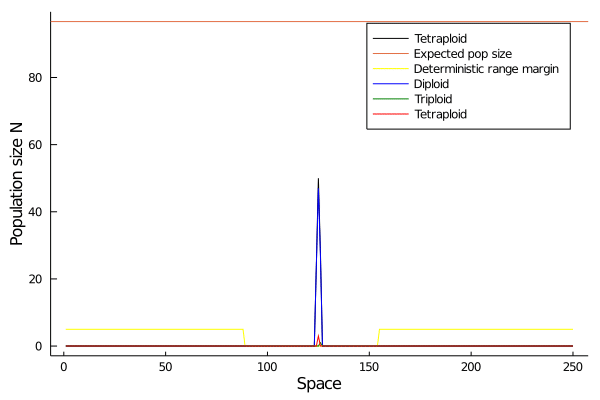 Tetraploid
Expected pop size
Deterministic range margin
Diploid
Triploid
Tetraploid
Population size N
80
60
40
20
0
0
50
100
150
200
250
Space